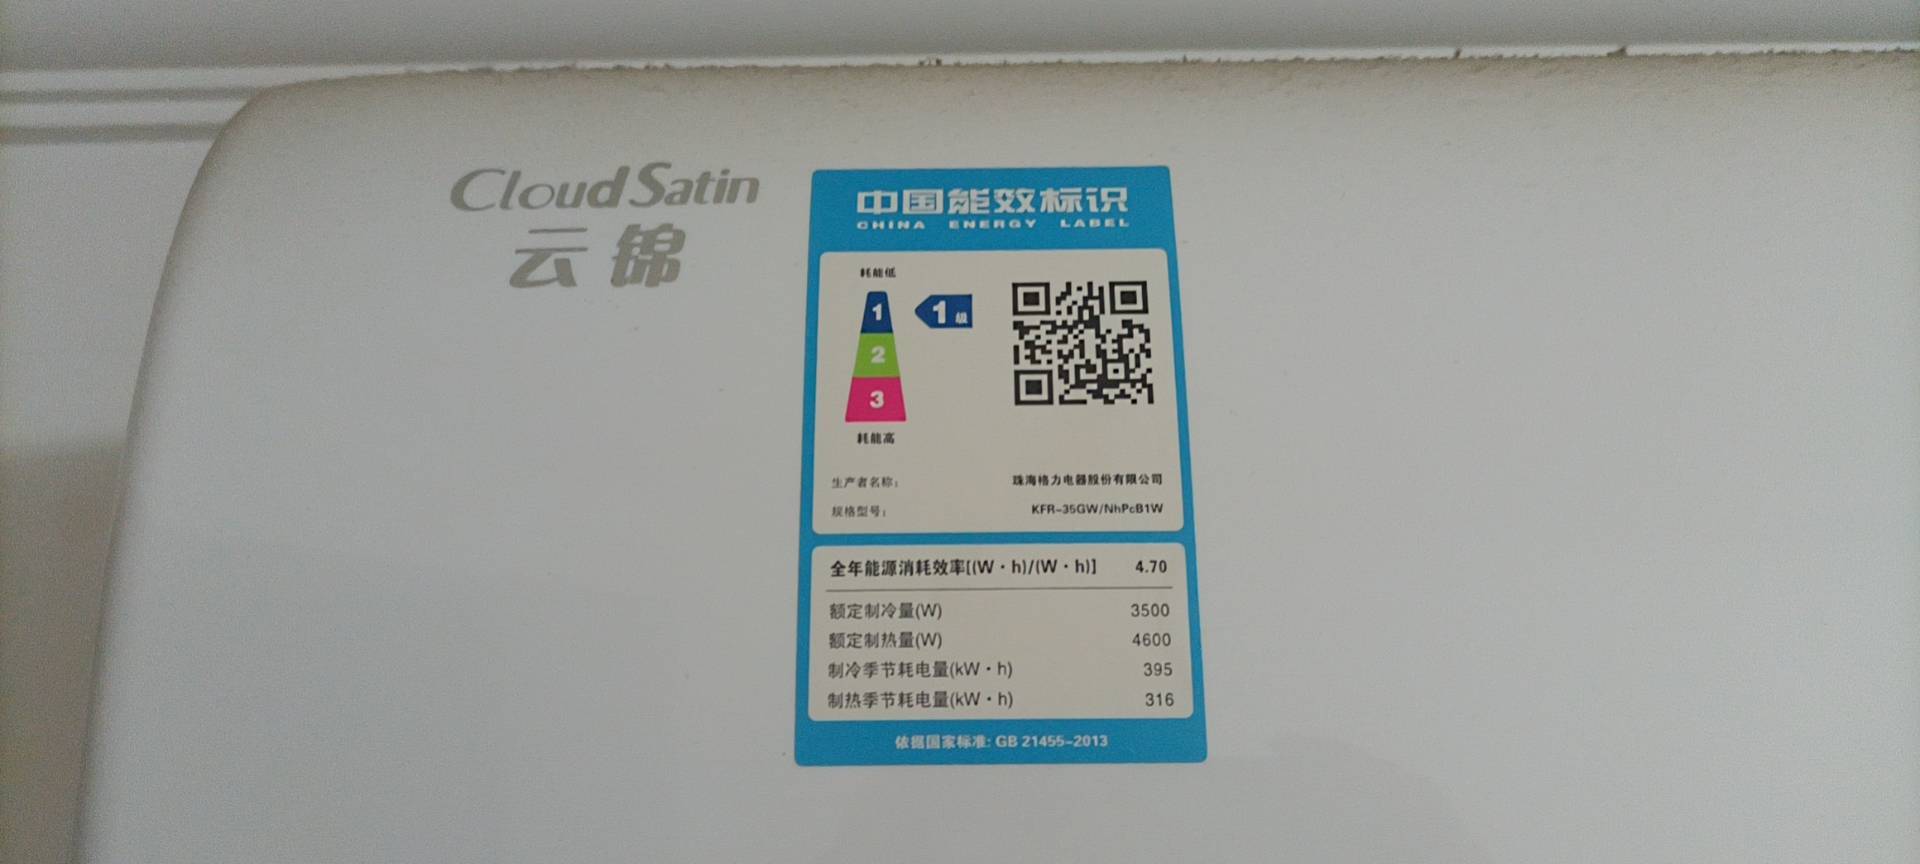 Cloud Satin
云锦
中国能效标识
CHINA ENERGY LABEL
耗能低
1
1级
2
3
耗能高
生产者名称: 珠海格力电器股份有限公司
规格型号: KFR-35GW/NhPcB1W
全年能源消耗效率[(W·h)/(W·h)] 4.70
额定制冷量(W) 3500
额定制热量(W) 4600
制冷季节耗电量(kW·h) 395
制热季节耗电量(kW·h) 316
依据国家标准: GB 21455-2013